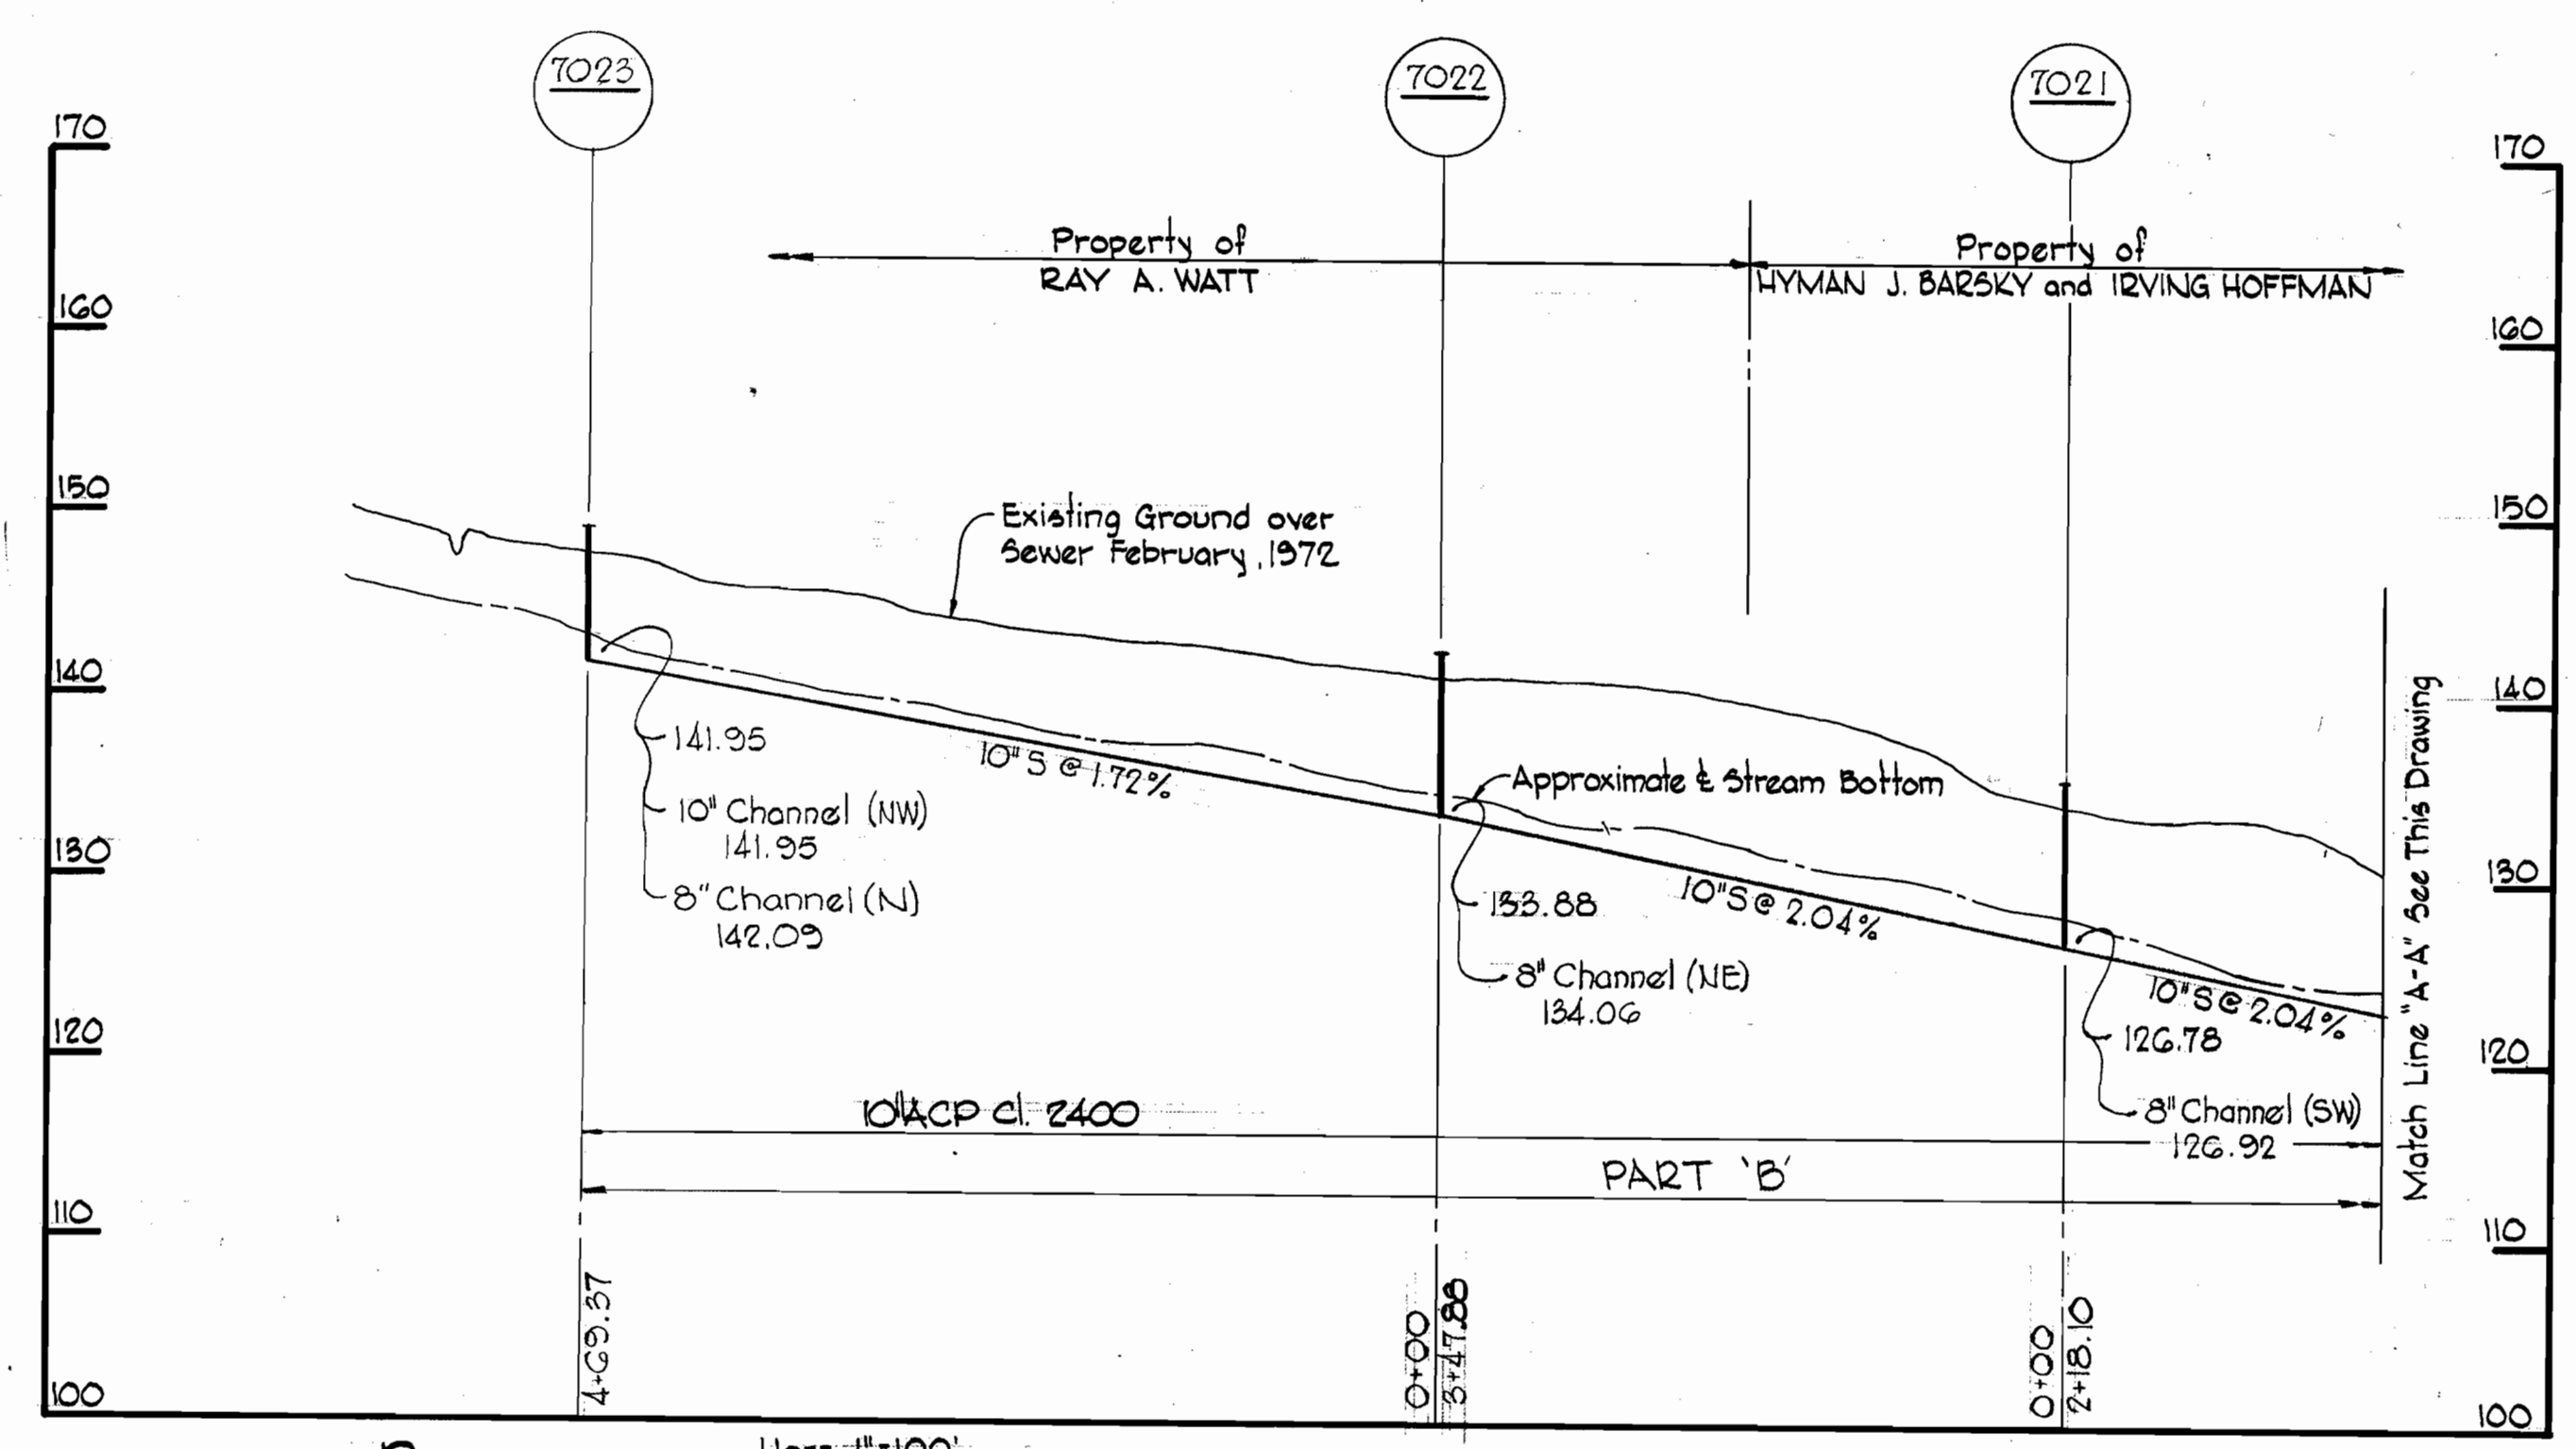 7023
7022
7021
170
170
Property of
RAY A. WATT
Property of
HYMAN J. BARSKY and IRVING HOFFMAN
160
160
150
150
Existing Ground over
Sewer February, 1972
140
140
141.95
10" Channel (NW)
141.95
8" Channel (N)
142.09
10" S @ 1.72%
Approximate ℄ Stream Bottom
133.88
8" Channel (NE)
134.06
10" S @ 2.04%
130
130
10" S @ 2.04%
126.78
8" Channel (SW)
126.92
Match Line "A-A" See This Drawing
120
120
10" ACP Cl. 2400
PART 'B'
110
110
4+69.37
0+00
3+47.88
0+00
2+18.10
100
100